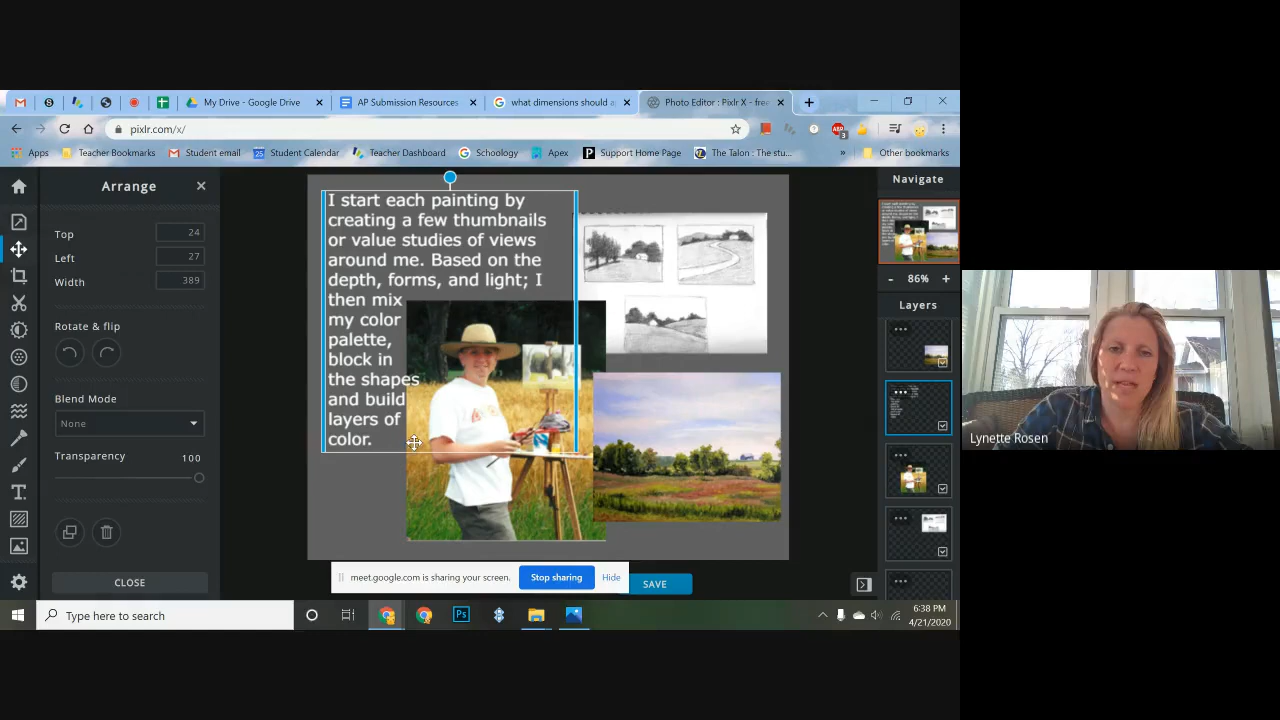 My Drive - Google Drive
AP Submission Resources
what dimensions should a
Photo Editor : Pixlr X - free
pixlr.com/x/
Apps
Teacher Bookmarks
Student email
Student Calendar
Teacher Dashboard
Schoology
Apex
Support Home Page
The Talon : The stu...
»
Other bookmarks
Arrange
Top 24
Left 27
Width 389
Rotate & flip
Blend Mode
None
Transparency 100
CLOSE
I start each painting by
creating a few thumbnails
or value studies of views
around me. Based on the
depth, forms, and light; I
then mix
my color
palette,
block in
the shapes
and build
layers of
color.
meet.google.com is sharing your screen.
Stop sharing
Hide
SAVE
Navigate
- 86% +
Layers
Lynette Rosen
Type here to search
Ps
6:38 PM
4/21/2020